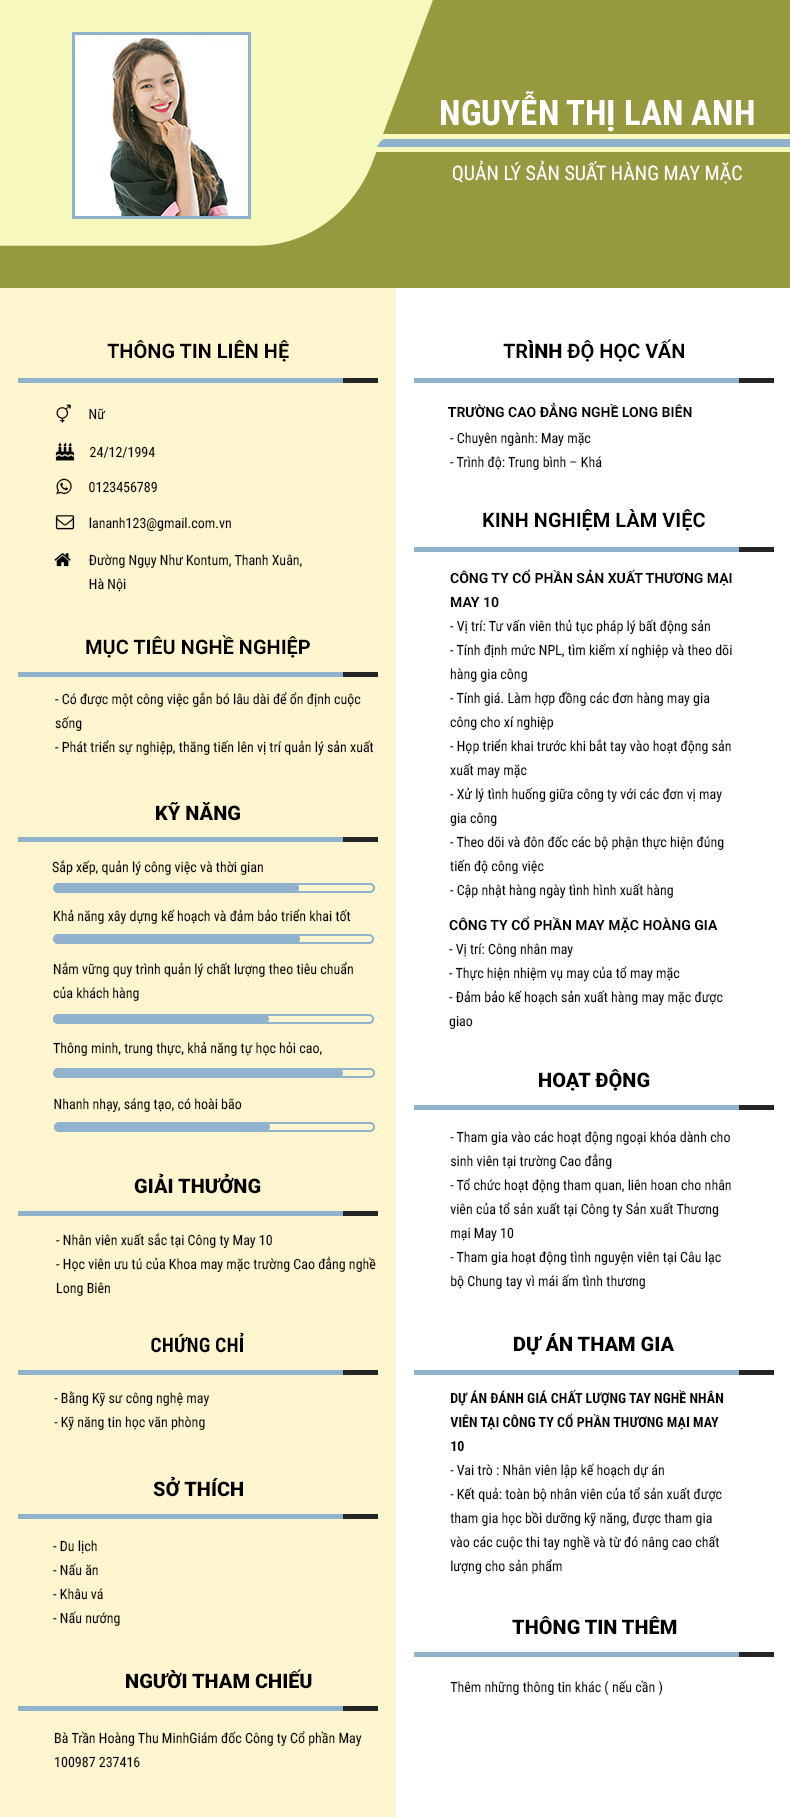 NGUYỄN THỊ LAN ANH
QUẢN LÝ SẢN SUẤT HÀNG MAY MẶC
THÔNG TIN LIÊN HỆ
Nữ
24/12/1994
0123456789
lananh123@gmail.com.vn
Đường Ngụy Như Kontum, Thanh Xuân,
Hà Nội
MỤC TIÊU NGHỀ NGHIỆP
- Có được một công việc gắn bó lâu dài để ổn định cuộc
sống
- Phát triển sự nghiệp, thăng tiến lên vị trí quản lý sản xuất
KỸ NĂNG
Sắp xếp, quản lý công việc và thời gian
Khả năng xây dựng kế hoạch và đảm bảo triển khai tốt
Nắm vững quy trình quản lý chất lượng theo tiêu chuẩn
của khách hàng
Thông minh, trung thực, khả năng tự học hỏi cao,
Nhanh nhạy, sáng tạo, có hoài bão
GIẢI THƯỞNG
- Nhân viên xuất sắc tại Công ty May 10
- Học viên ưu tú của Khoa may mặc trường Cao đẳng nghề
Long Biên
CHỨNG CHỈ
- Bằng Kỹ sư công nghệ may
- Kỹ năng tin học văn phòng
SỞ THÍCH
- Du lịch
- Nấu ăn
- Khâu vá
- Nấu nướng
NGƯỜI THAM CHIẾU
Bà Trần Hoàng Thu MinhGiám đốc Công ty Cổ phần May
100987 237416
TRÌNH ĐỘ HỌC VẤN
TRƯỜNG CAO ĐẲNG NGHỀ LONG BIÊN
- Chuyên ngành: May mặc
- Trình độ: Trung bình – Khá
KINH NGHIỆM LÀM VIỆC
CÔNG TY CỔ PHẦN SẢN XUẤT THƯƠNG MẠI
MAY 10
- Vị trí: Tư vấn viên thủ tục pháp lý bất động sản
- Tính định mức NPL, tìm kiếm xí nghiệp và theo dõi
hàng gia công
- Tính giá. Làm hợp đồng các đơn hàng may gia
công cho xí nghiệp
- Họp triển khai trước khi bắt tay vào hoạt động sản
xuất may mặc
- Xử lý tình huống giữa công ty với các đơn vị may
gia công
- Theo dõi và đôn đốc các bộ phận thực hiện đúng
tiến độ công việc
- Cập nhật hàng ngày tình hình xuất hàng
CÔNG TY CỔ PHẦN MAY MẶC HOÀNG GIA
- Vị trí: Công nhân may
- Thực hiện nhiệm vụ may của tổ may mặc
- Đảm bảo kế hoạch sản xuất hàng may mặc được
giao
HOẠT ĐỘNG
- Tham gia vào các hoạt động ngoại khóa dành cho
sinh viên tại trường Cao đẳng
- Tổ chức hoạt động tham quan, liên hoan cho nhân
viên của tổ sản xuất tại Công ty Sản xuất Thương
mại May 10
- Tham gia hoạt động tình nguyện viên tại Câu lạc
bộ Chung tay vì mái ấm tình thương
DỰ ÁN THAM GIA
DỰ ÁN ĐÁNH GIÁ CHẤT LƯỢNG TAY NGHỀ NHÂN
VIÊN TẠI CÔNG TY CỔ PHẦN THƯƠNG MẠI MAY
10
- Vai trò : Nhân viên lập kế hoạch dự án
- Kết quả: toàn bộ nhân viên của tổ sản xuất được
tham gia học bồi dưỡng kỹ năng, được tham gia
vào các cuộc thi tay nghề và từ đó nâng cao chất
lượng cho sản phẩm
THÔNG TIN THÊM
Thêm những thông tin khác ( nếu cần )